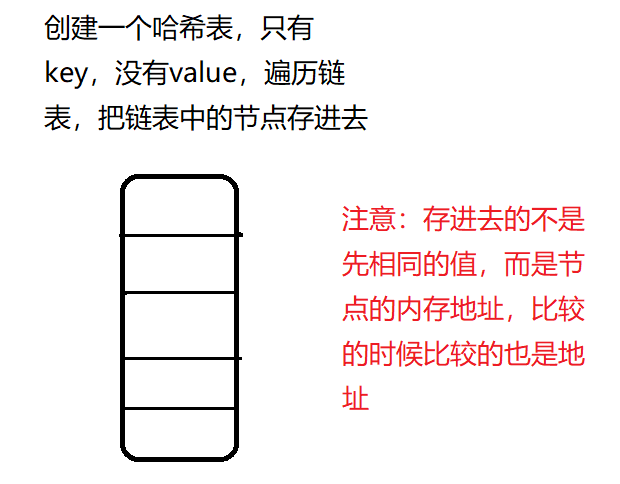 创建一个哈希表，只有
key，没有value，遍历链
表，把链表中的节点存进去
注意：存进去的不是
先相同的值，而是节
点的内存地址，比较
的时候比较的也是地
址